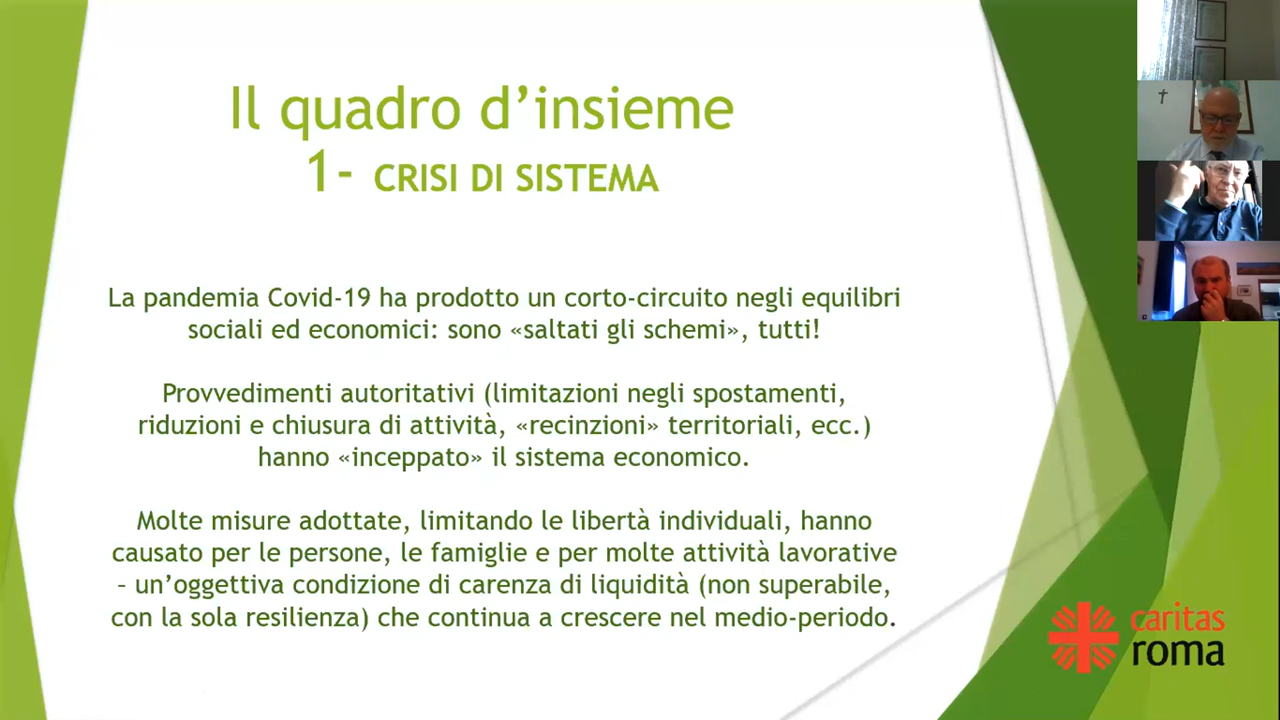 Il quadro d’insieme
1- CRISI DI SISTEMA
La pandemia Covid-19 ha prodotto un corto-circuito negli equilibri
sociali ed economici: sono «saltati gli schemi», tutti!
Provvedimenti autoritativi (limitazioni negli spostamenti,
riduzioni e chiusura di attività, «recinzioni» territoriali, ecc.)
hanno «inceppato» il sistema economico.
Molte misure adottate, limitando le libertà individuali, hanno
causato per le persone, le famiglie e per molte attività lavorative
– un’oggettiva condizione di carenza di liquidità (non superabile,
con la sola resilienza) che continua a crescere nel medio-periodo.
caritas
roma